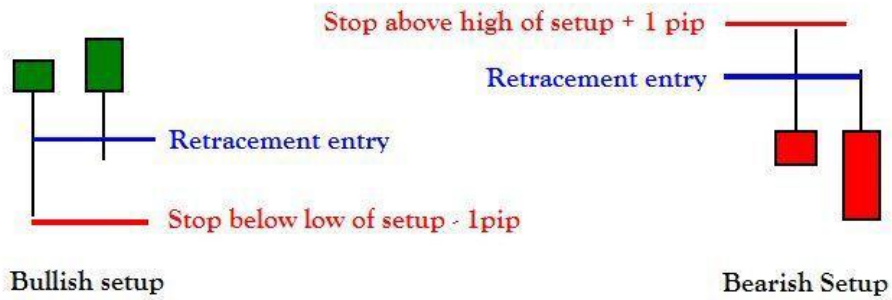 Stop above high of setup + 1 pip
Retracement entry
Retracement entry
Stop below low of setup - 1pip
Bullish setup
Bearish Setup